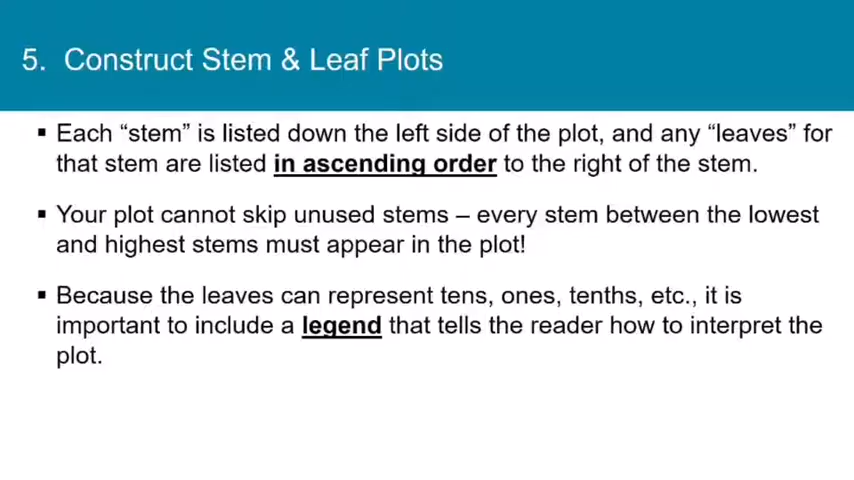 5. Construct Stem & Leaf Plots
▪ Each “stem” is listed down the left side of the plot, and any “leaves” for
that stem are listed in ascending order to the right of the stem.
▪ Your plot cannot skip unused stems – every stem between the lowest
and highest stems must appear in the plot!
▪ Because the leaves can represent tens, ones, tenths, etc., it is
important to include a legend that tells the reader how to interpret the
plot.